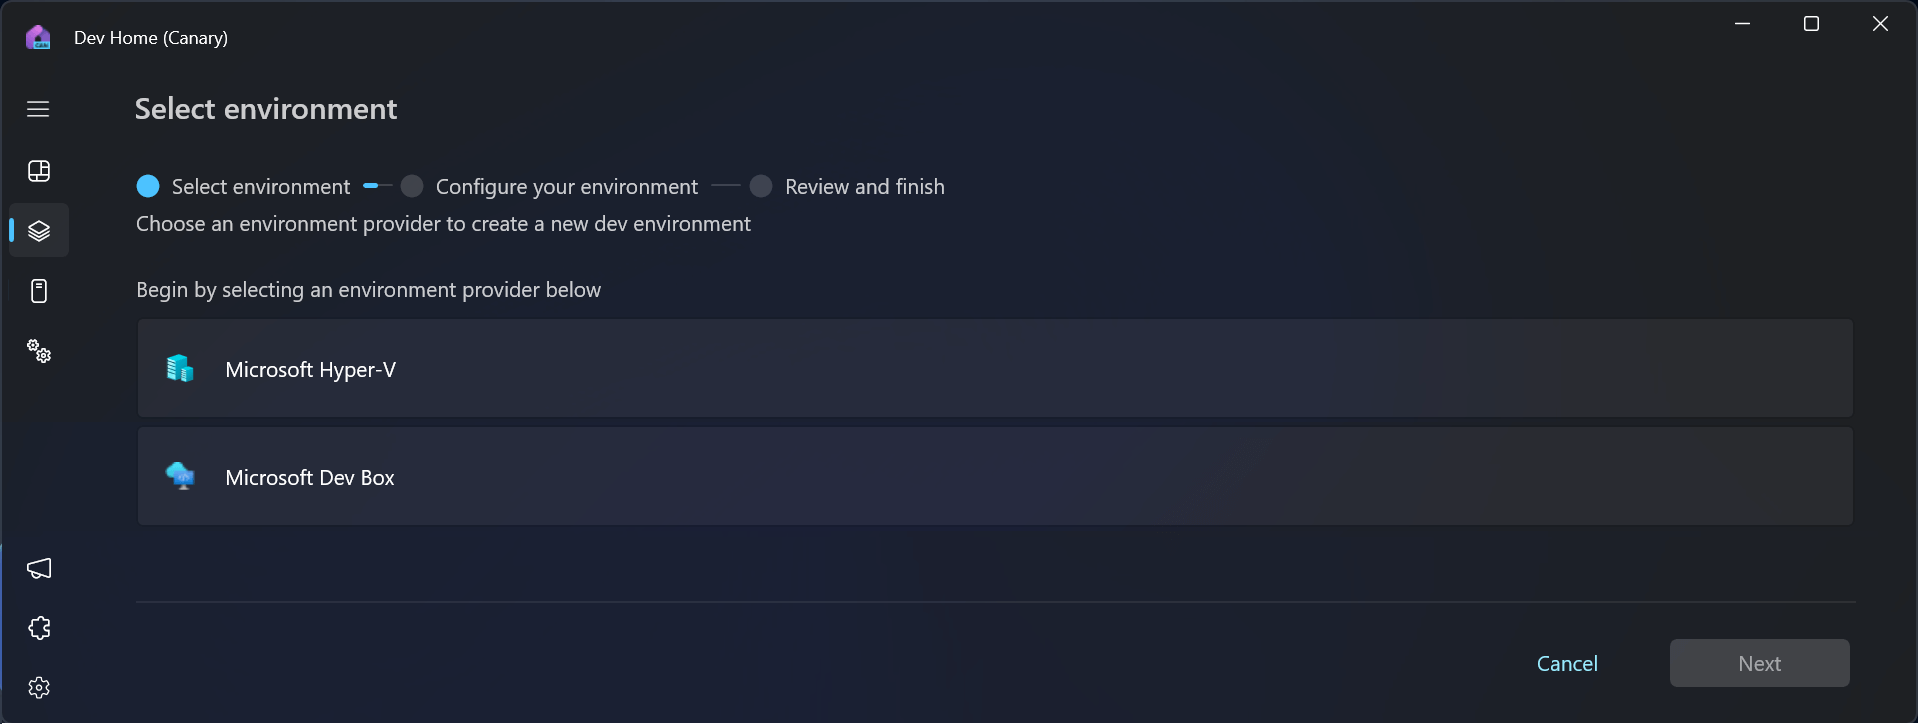 Dev Home (Canary)
Select environment
Select environment Configure your environment Review and finish
Choose an environment provider to create a new dev environment
Begin by selecting an environment provider below
Microsoft Hyper-V
Microsoft Dev Box
Cancel Next